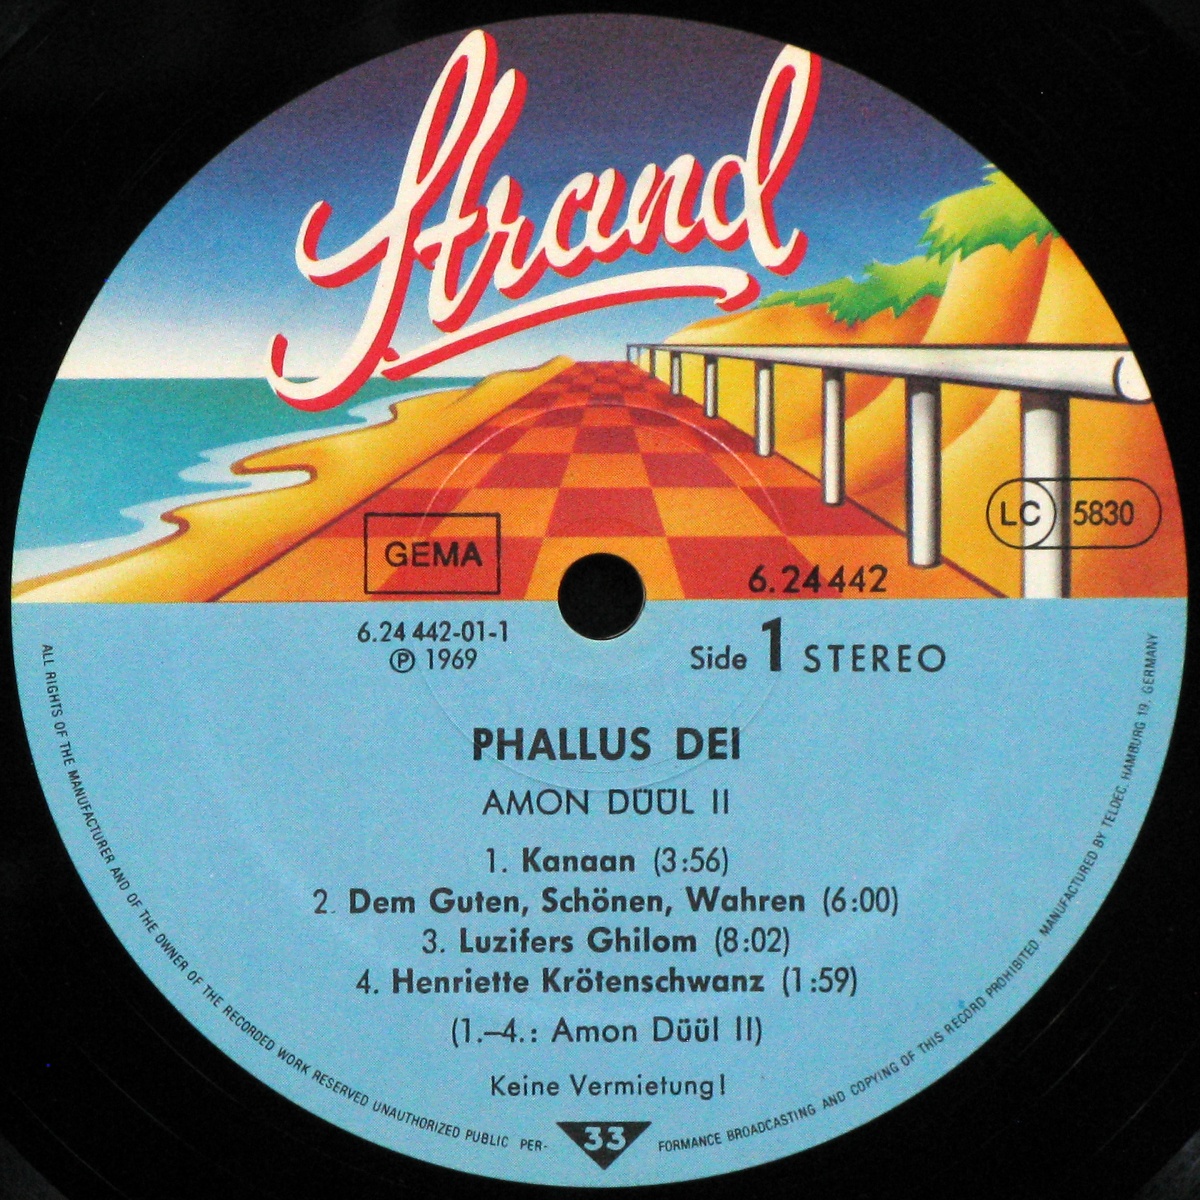 Strand
LC 5830
GEMA
6.24442
6.24 442-01-1
℗ 1969
Side 1 STEREO
PHALLUS DEI
AMON DÜÜL II
1. Kanaan (3:56)
2. Dem Guten, Schönen, Wahren (6:00)
3. Luzifers Ghilom (8:02)
4. Henriette Krötenschwanz (1:59)
(1.–4.: Amon Düül II)
Keine Vermietung!
33
ALL RIGHTS OF THE MANUFACTURER AND OF THE OWNER OF THE RECORDED WORK RESERVED UNAUTHORIZED PUBLIC PER-FORMANCE BROADCASTING AND COPYING OF THIS RECORD PROHIBITED. MANUFACTURED BY TELDEC, HAMBURG 19, GERMANY